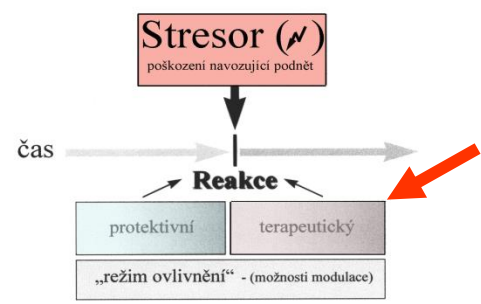 Stresor ( )
poškození navozující podnět
čas
Reakce
protektivní terapeutický
„režim ovlivnění“ - (možnosti modulace)